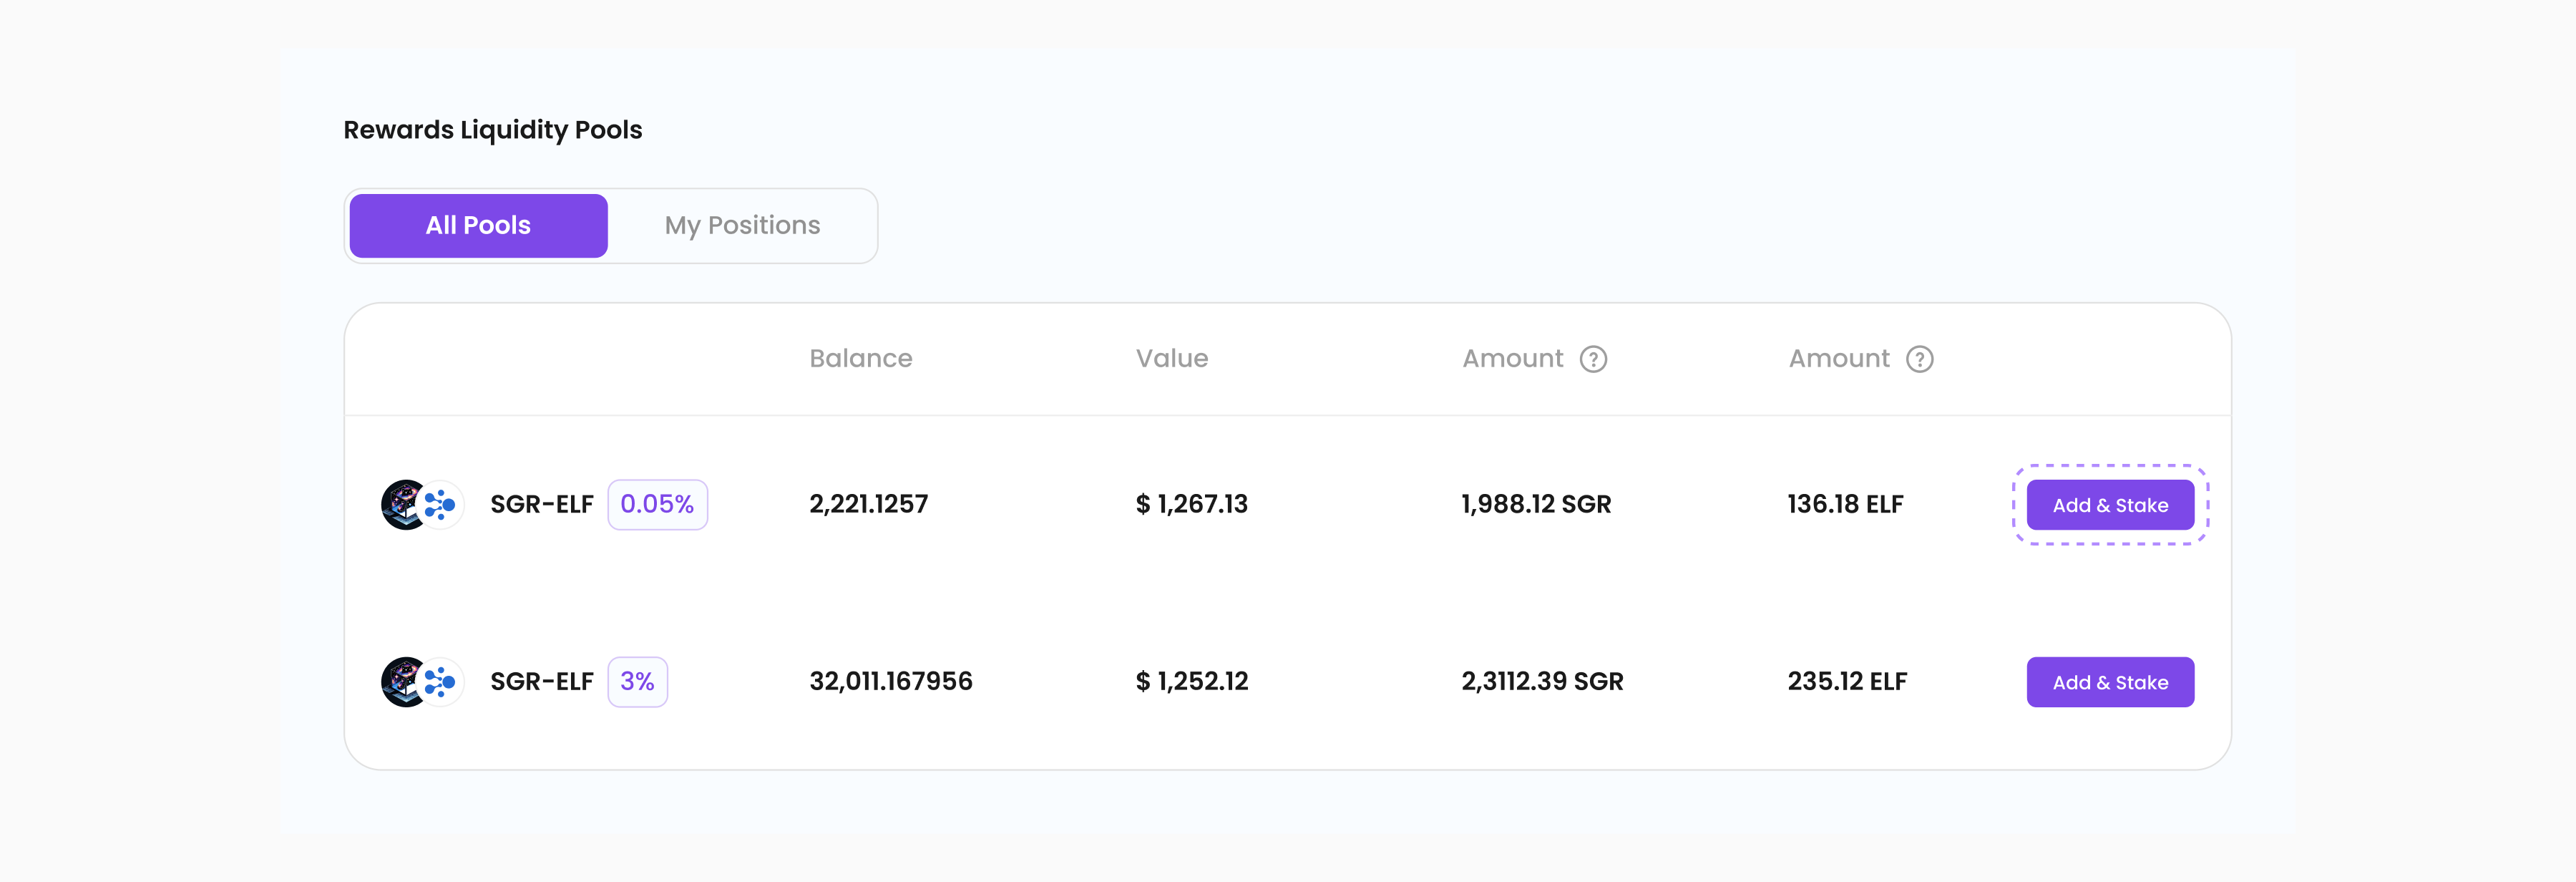 Rewards Liquidity Pools
All Pools My Positions
Balance Value Amount ? Amount ?
SGR-ELF 0.05% 2,221.1257 $ 1,267.13 1,988.12 SGR 136.18 ELF Add & Stake
SGR-ELF 3% 32,011.167956 $ 1,252.12 2,3112.39 SGR 235.12 ELF Add & Stake